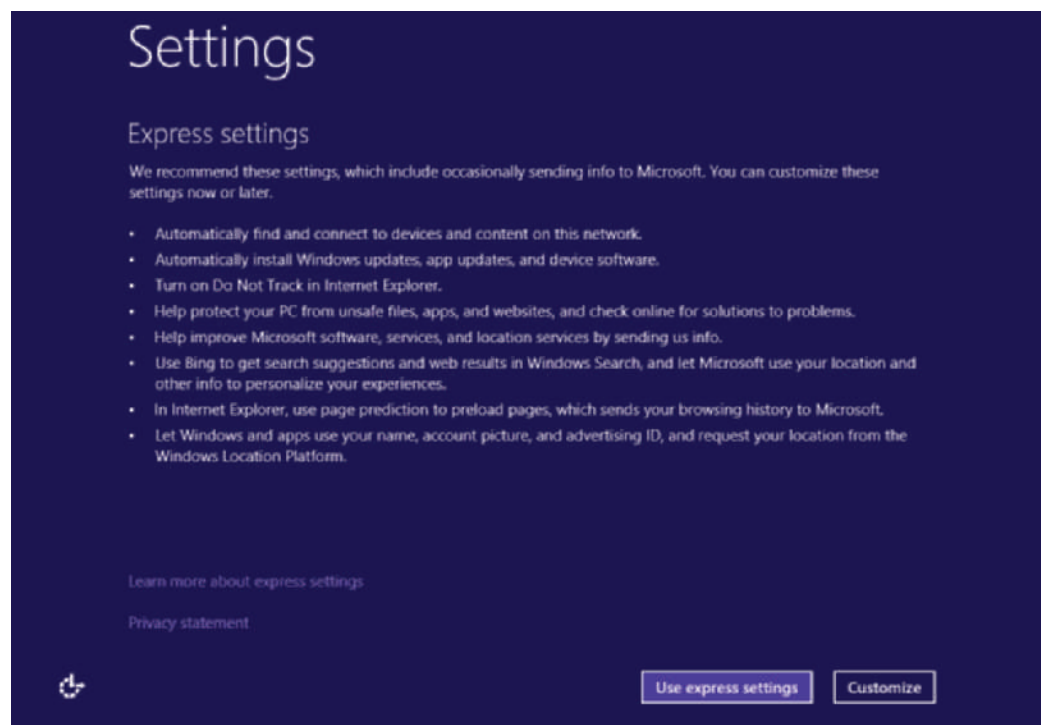 Settings
Express settings
We recommend these settings, which include occasionally sending info to Microsoft. You can customize these
settings now or later.
• Automatically find and connect to devices and content on this network.
• Automatically install Windows updates, app updates, and device software.
• Turn on Do Not Track in Internet Explorer.
• Help protect your PC from unsafe files, apps, and websites, and check online for solutions to problems.
• Help improve Microsoft software, services, and location services by sending us info.
• Use Bing to get search suggestions and web results in Windows Search, and let Microsoft use your location and
other info to personalize your experiences.
• In Internet Explorer, use page prediction to preload pages, which sends your browsing history to Microsoft.
• Let Windows and apps use your name, account picture, and advertising ID, and request your location from the
Windows Location Platform.
Learn more about express settings
Privacy statement
Use express settings
Customize